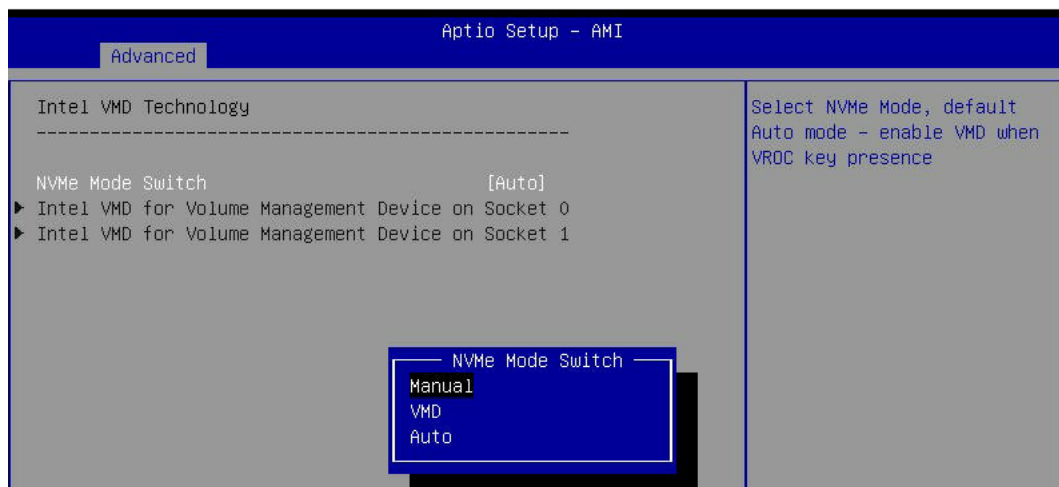 Aptio Setup - AMI
Advanced
Intel VMD Technology
--------------------------------------------------
NVMe Mode Switch [Auto]
▶ Intel VMD for Volume Management Device on Socket 0
▶ Intel VMD for Volume Management Device on Socket 1
Select NVMe Mode, default
Auto mode - enable VMD when
VROC key presence
NVMe Mode Switch
Manual
VMD
Auto